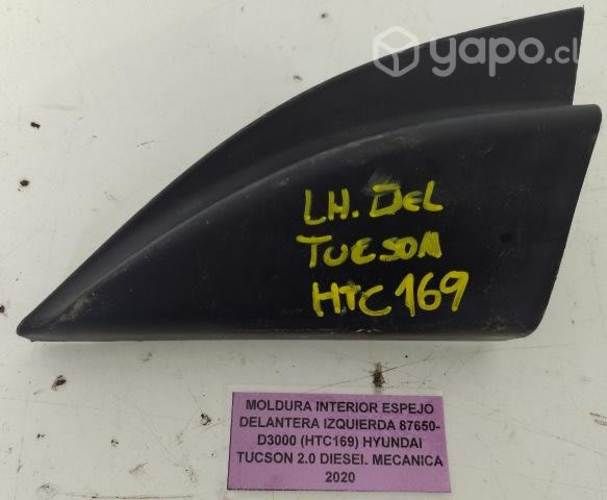 yapo.cl
LH. DEL
TUCSON
HTC169
MOLDURA INTERIOR ESPEJO
DELANTERA IZQUIERDA 87650-
D3000 (HTC169) HYUNDAI
TUCSON 2.0 DIESEL MECANICA
2020